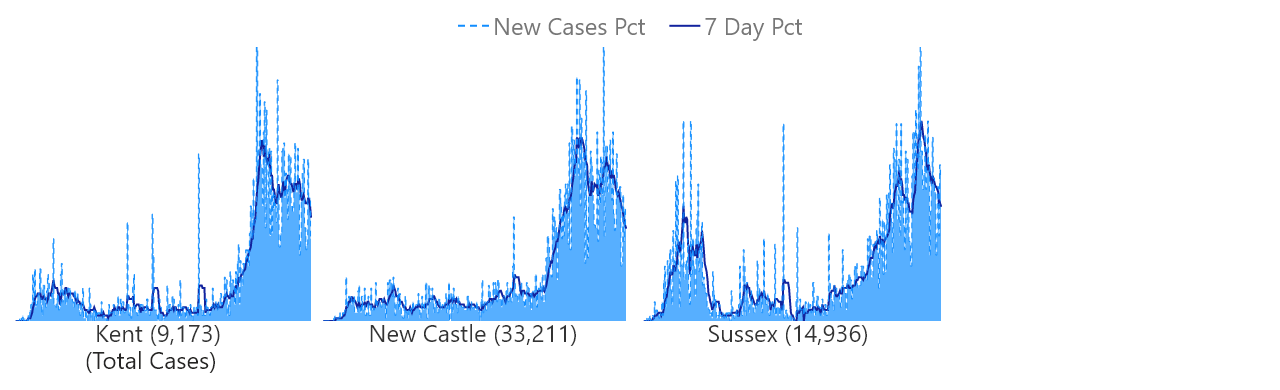 New Cases Pct 7 Day Pct
Kent (9,173) New Castle (33,211) Sussex (14,936)
(Total Cases)